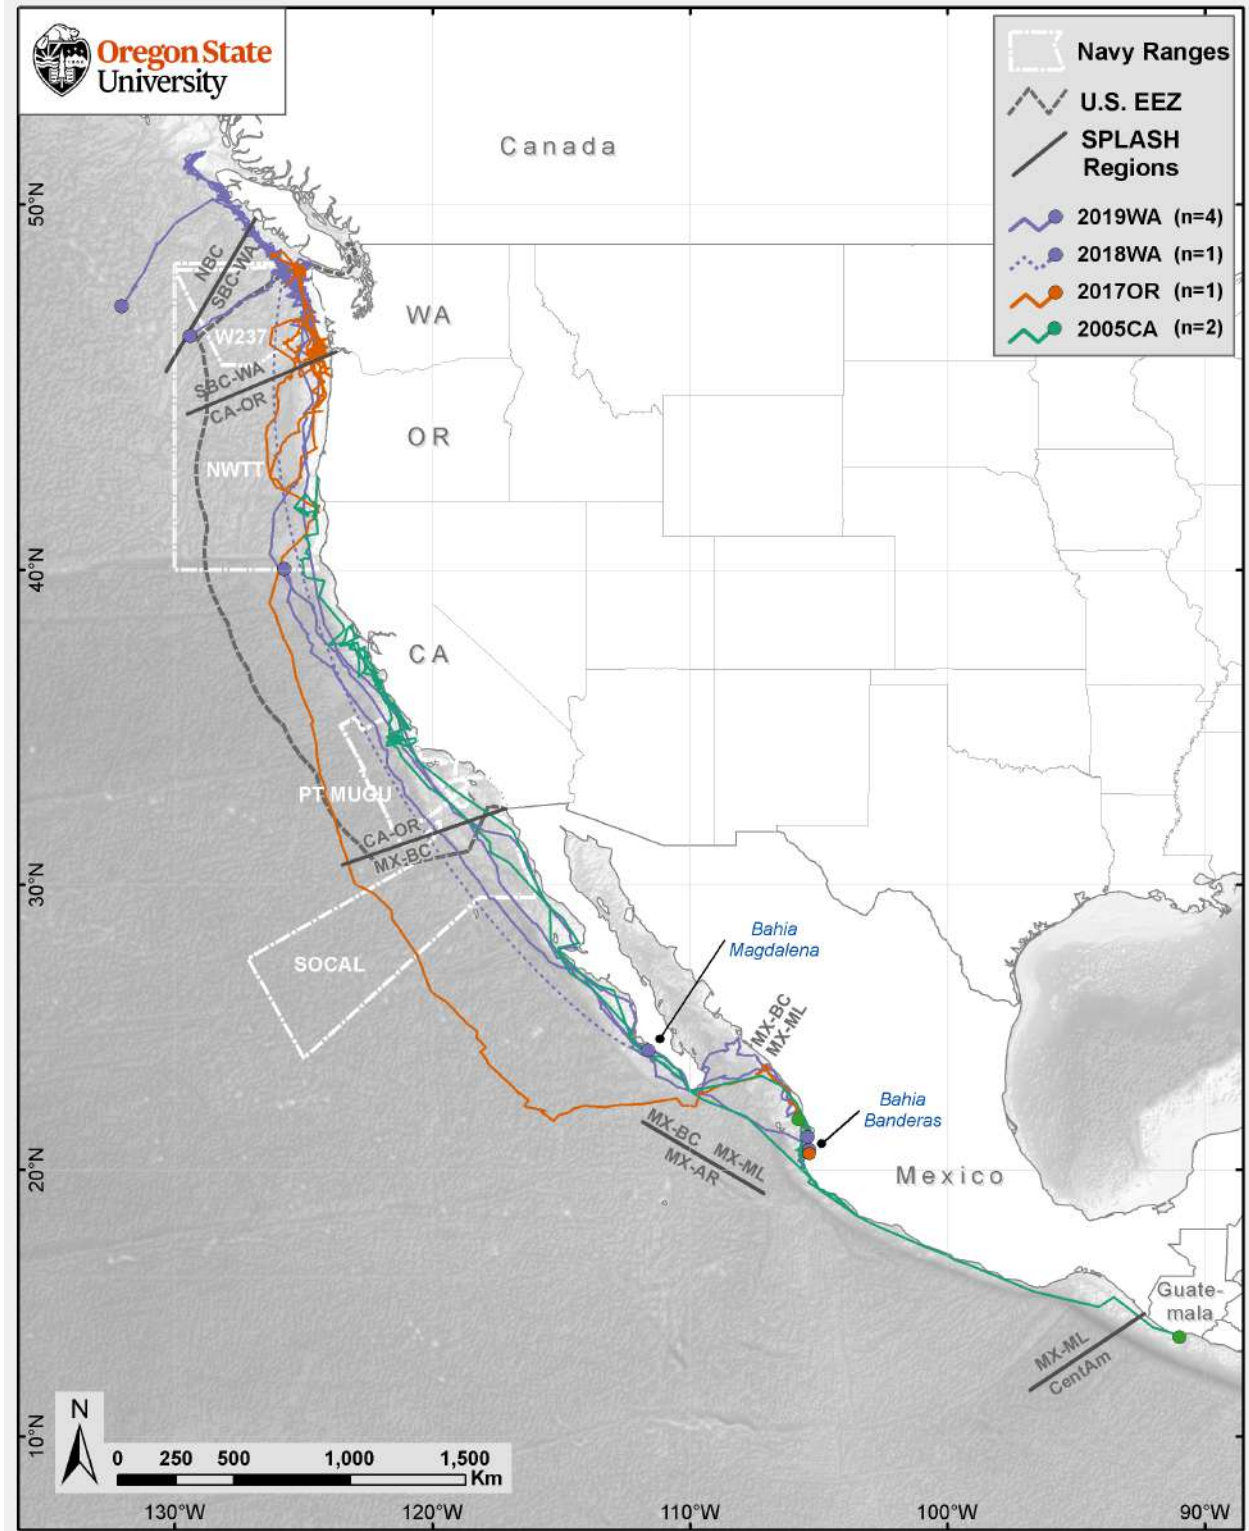 Oregon State
University
Navy Ranges
U.S. EEZ
SPLASH
Regions
2019WA (n=4)
2018WA (n=1)
2017OR (n=1)
2005CA (n=2)
Canada
50°N
NBC
SBC-WA
WA
W237
SBC-WA
CA-OR
OR
NWTT
40°N
CA
PT MUGU
CA-OR
MX-BC
30°N
SOCAL
Bahia
Magdalena
MX-BC
MX-ML
Bahia
Banderas
MX-BC MX-ML
MX-AR
20°N
Mexico
Guate-
mala
MX-ML
CentAm
N
10°N
0 250 500 1,000 1,500
Km
130°W 120°W 110°W 100°W 90°W